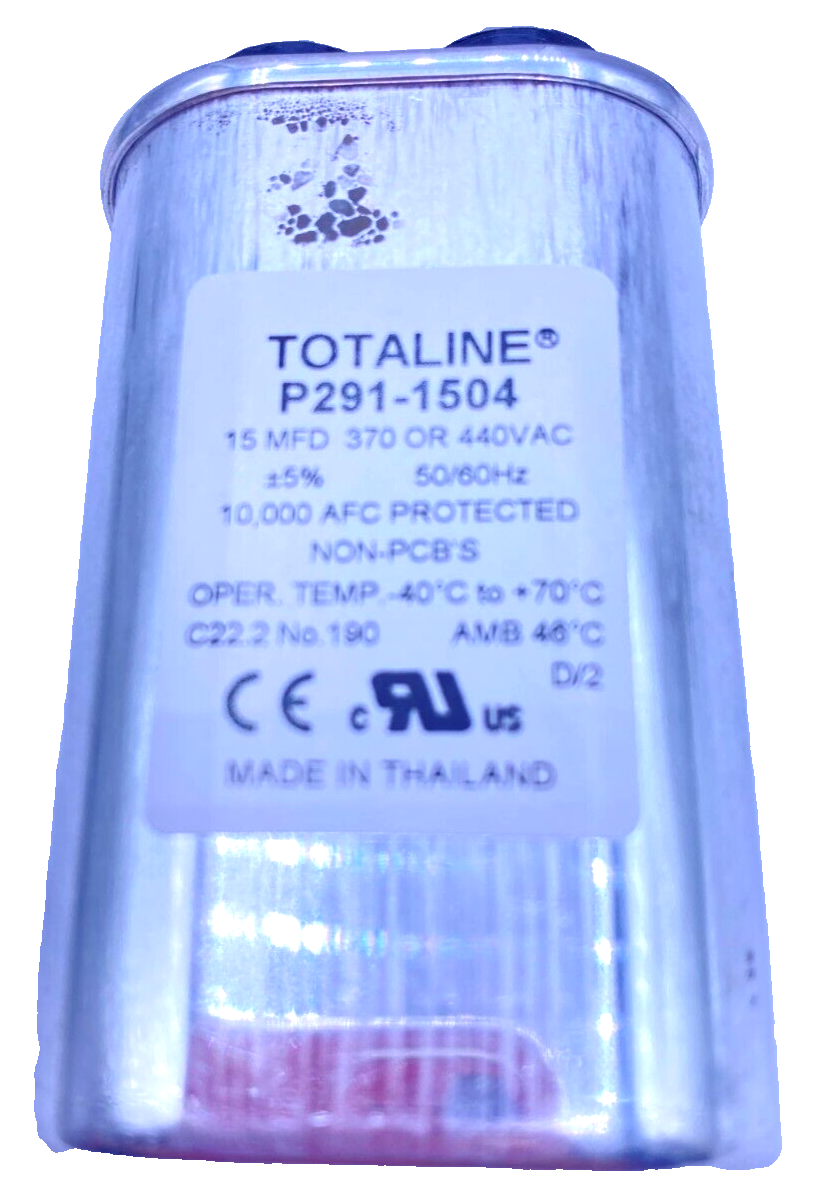 TOTALINE®
P291-1504
15 MFD 370 OR 440VAC
±5% 50/60Hz
10,000 AFC PROTECTED
NON-PCB'S
OPER. TEMP.-40°C to +70°C
C22.2 No.190 AMB 46°C
D/2
CE c RU US
MADE IN THAILAND